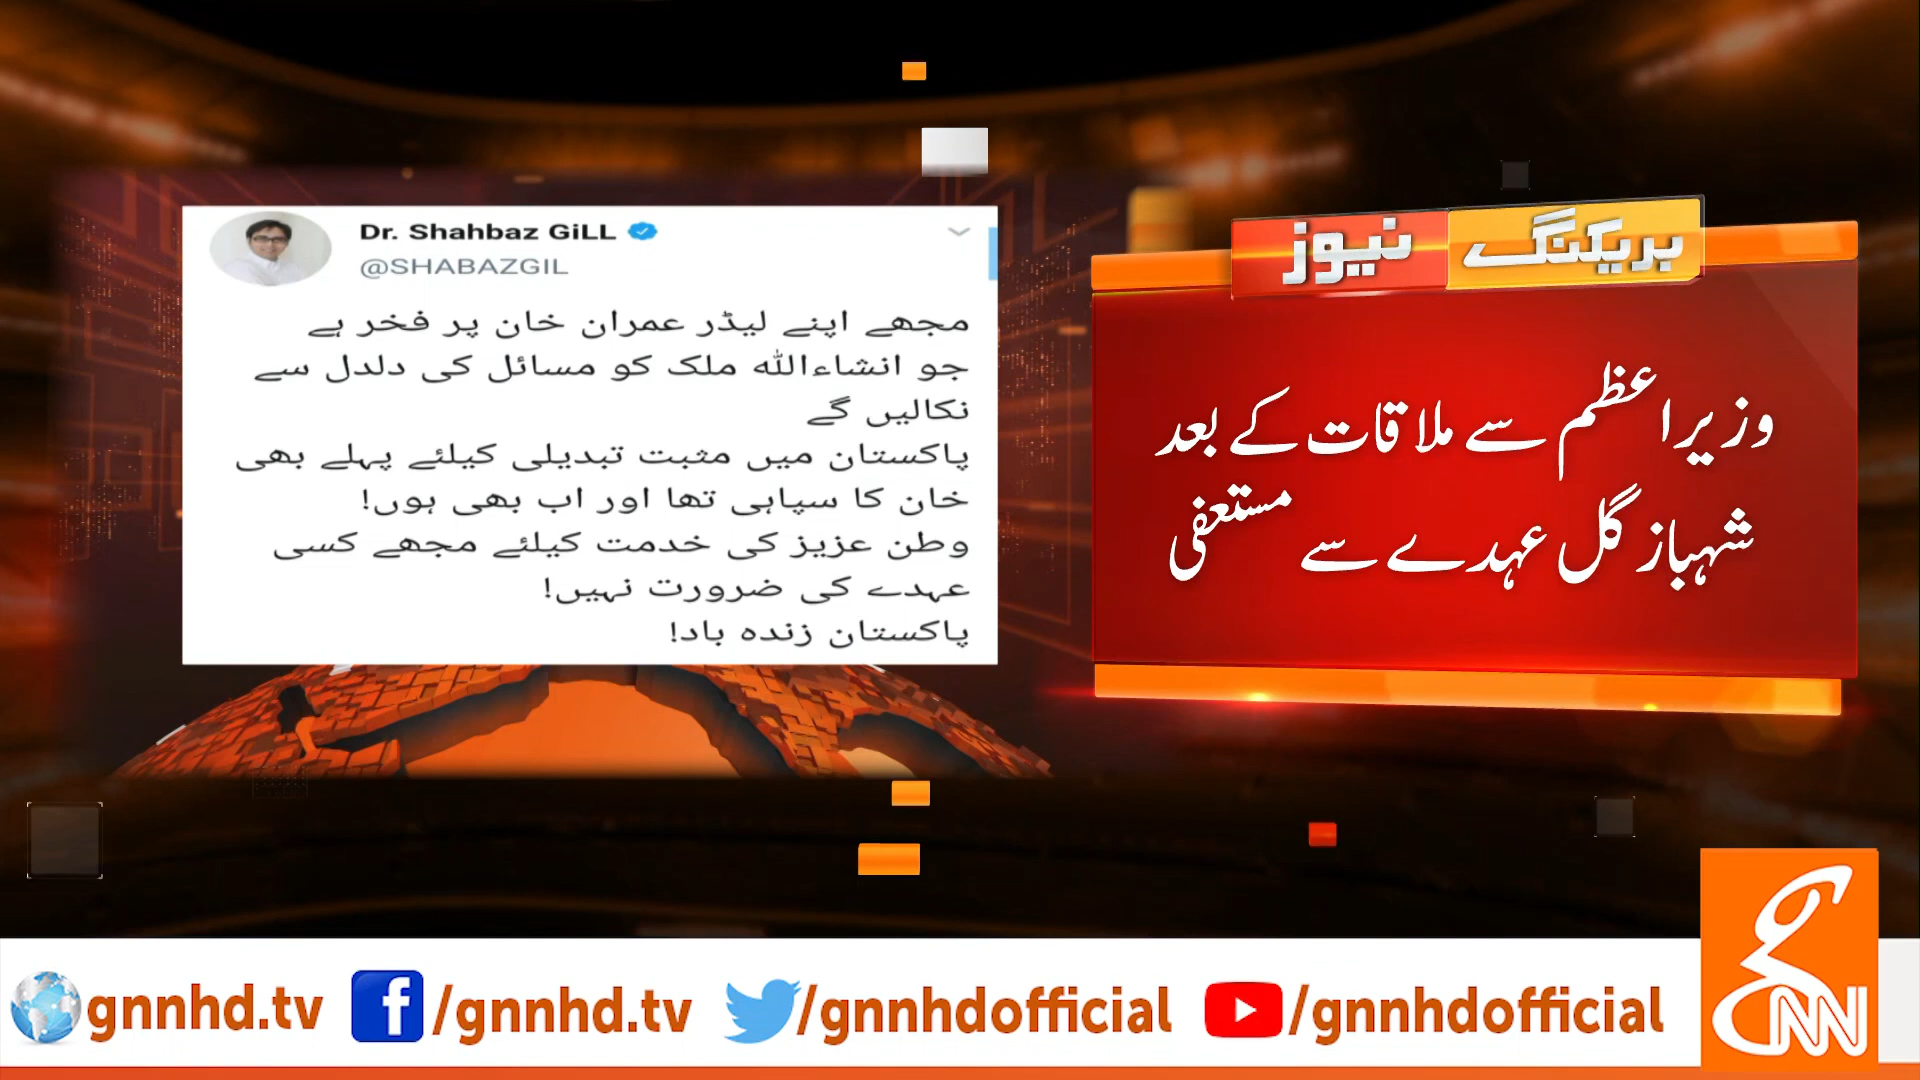 Dr. Shahbaz GiLL
@SHABAZGIL
مجھے اپنے لیڈر عمران خان پر فخر ہے
جو انشاءاللہ ملک کو مسائل کی دلدل سے
نکالیں گے
پاکستان میں مثبت تبدیلی کیلئے پہلے بھی
خان کا سپاہی تھا اور اب بھی ہوں!
وطن عزیز کی خدمت کیلئے مجھے کسی
عہدے کی ضرورت نہیں!
پاکستان زندہ باد!
بریکنگ نیوز
وزیراعظم سے ملاقات کے بعد
شہباز گل عہدے سے مستعفی
gnnhd.tv /gnnhd.tv /gnnhdofficial /gnnhdofficial
GNN